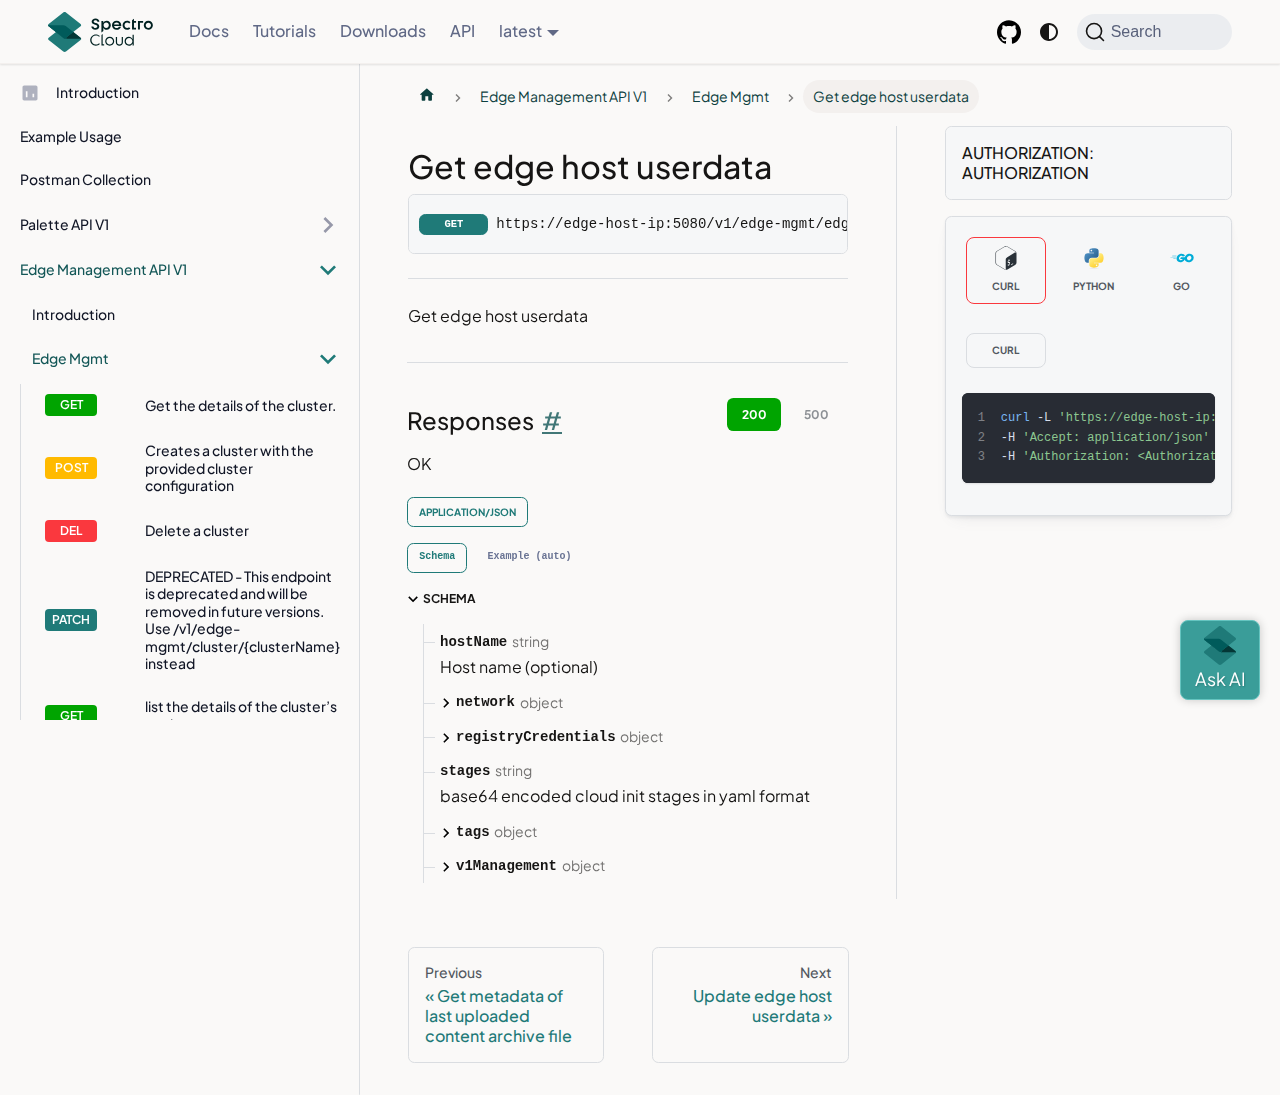 Spectro
Cloud
Docs
Tutorials
Downloads
API
latest
Search
Introduction
Example Usage
Postman Collection
Palette API V1
Edge Management API V1
Introduction
Edge Mgmt
GET
Get the details of the cluster.
POST
Creates a cluster with the
provided cluster
configuration
DEL
Delete a cluster
PATCH
DEPRECATED - This endpoint
is deprecated and will be
removed in future versions.
Use /v1/edge-
mgmt/cluster/{clusterName}
instead
GET
list the details of the cluster's
Edge Management API V1
Edge Mgmt
Get edge host userdata
Get edge host userdata
GET
https://edge-host-ip:5080/v1/edge-mgmt/edg
Get edge host userdata
Responses #
200
500
OK
APPLICATION/JSON
Schema
Example (auto)
SCHEMA
hostName string
Host name (optional)
network object
registryCredentials object
stages string
base64 encoded cloud init stages in yaml format
tags object
v1Management object
Previous
« Get metadata of
last uploaded
content archive file
Next
Update edge host
userdata »
AUTHORIZATION:
AUTHORIZATION
CURL
PYTHON
GO
GO
CURL
1 curl -L 'https://edge-host-ip:
2 -H 'Accept: application/json'
3 -H 'Authorization: <Authorizat
Ask AI